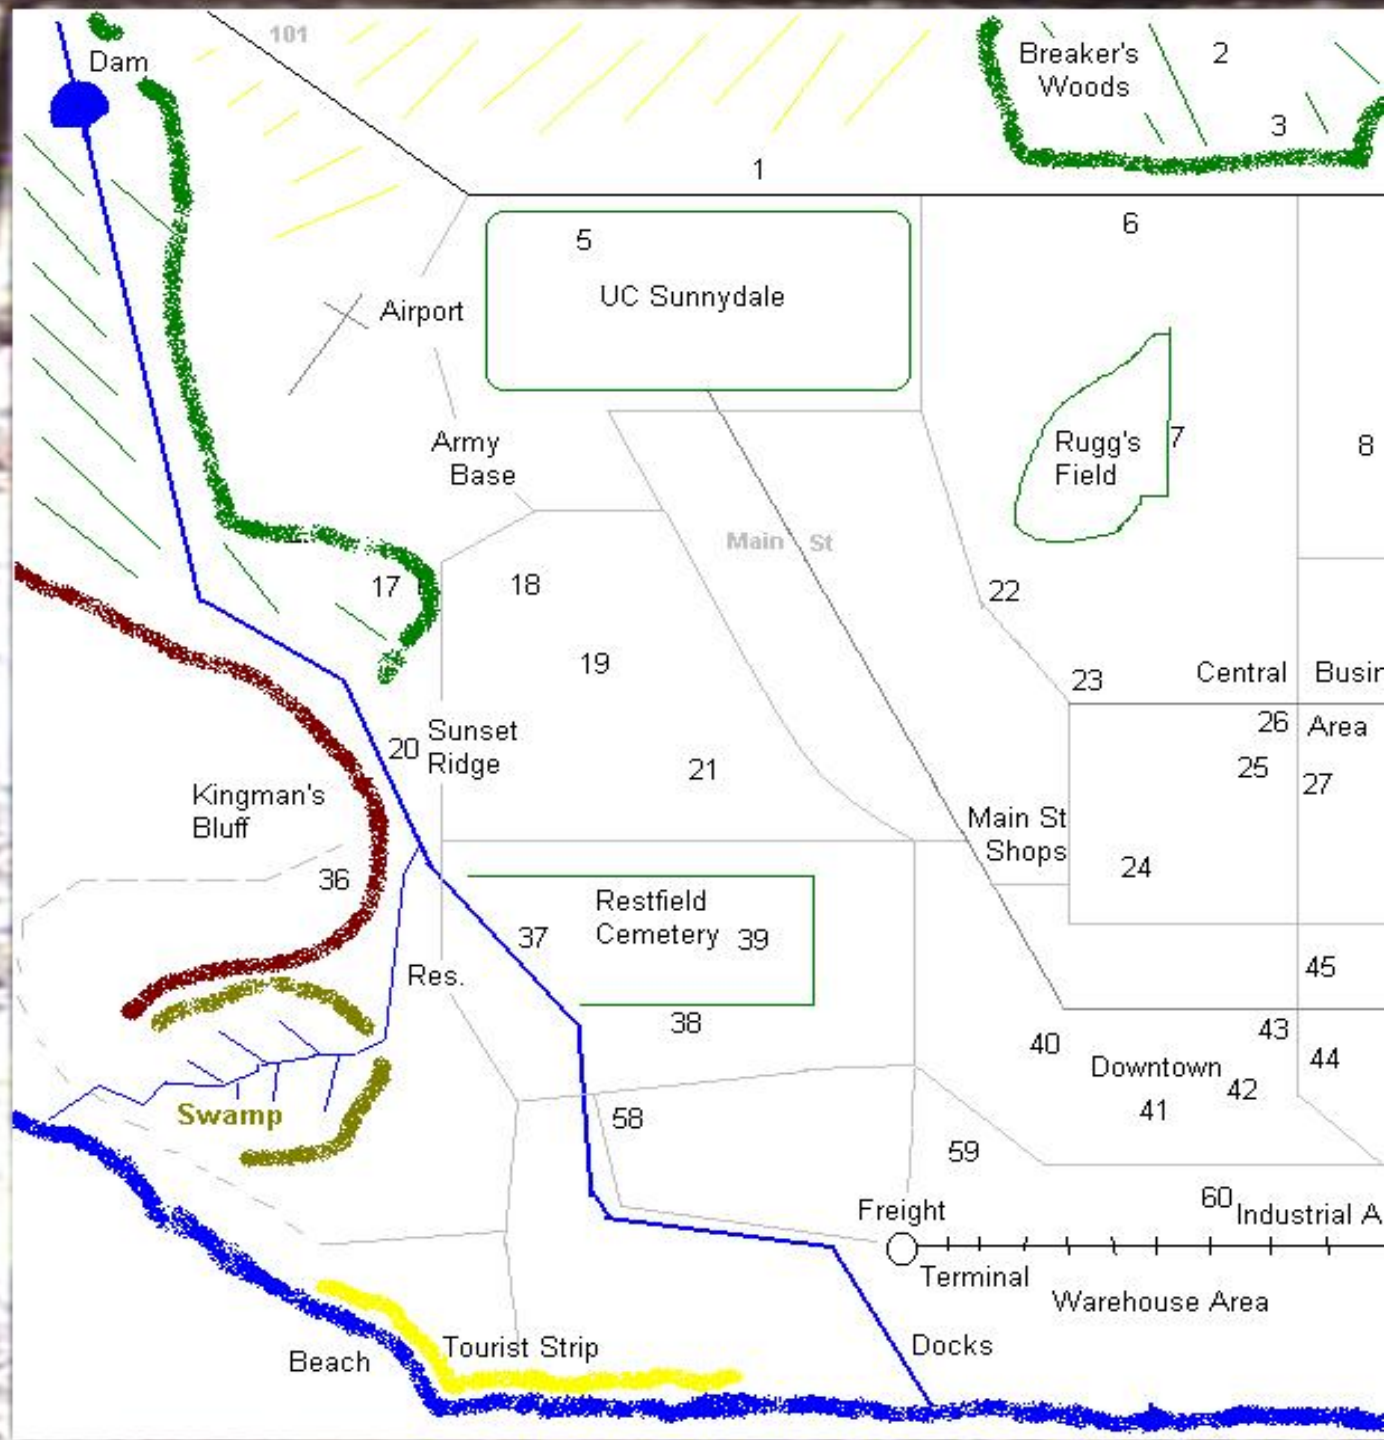 101
Dam
Breaker's
Woods
2
3
1
5
6
UC Sunnydale
Airport
Army
Base
Rugg's
Field
7
8
Main St
17
18
22
19
23
Central Busin
26
Area
20
Sunset
Ridge
21
25
27
Kingman's
Bluff
Main St
Shops
24
36
Restfield
Cemetery
39
37
Res.
45
38
40
43
44
Downtown
42
41
Swamp
58
59
60
Industrial A
Freight
Terminal
Warehouse Area
Docks
Tourist Strip
Beach